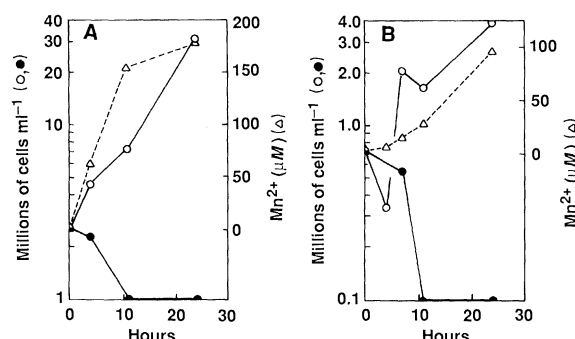 A
Millions of cells ml⁻¹ (○,●)
40
30
20
10
1
Mn²⁺ (µM) (△)
200
150
100
50
0
0 10 20 30
Hours
B
Millions of cells ml⁻¹ (○,●)
4.0
3.0
2.0
1.0
0.1
Mn²⁺ (µM) (△)
100
50
0
0 10 20 30
Hours